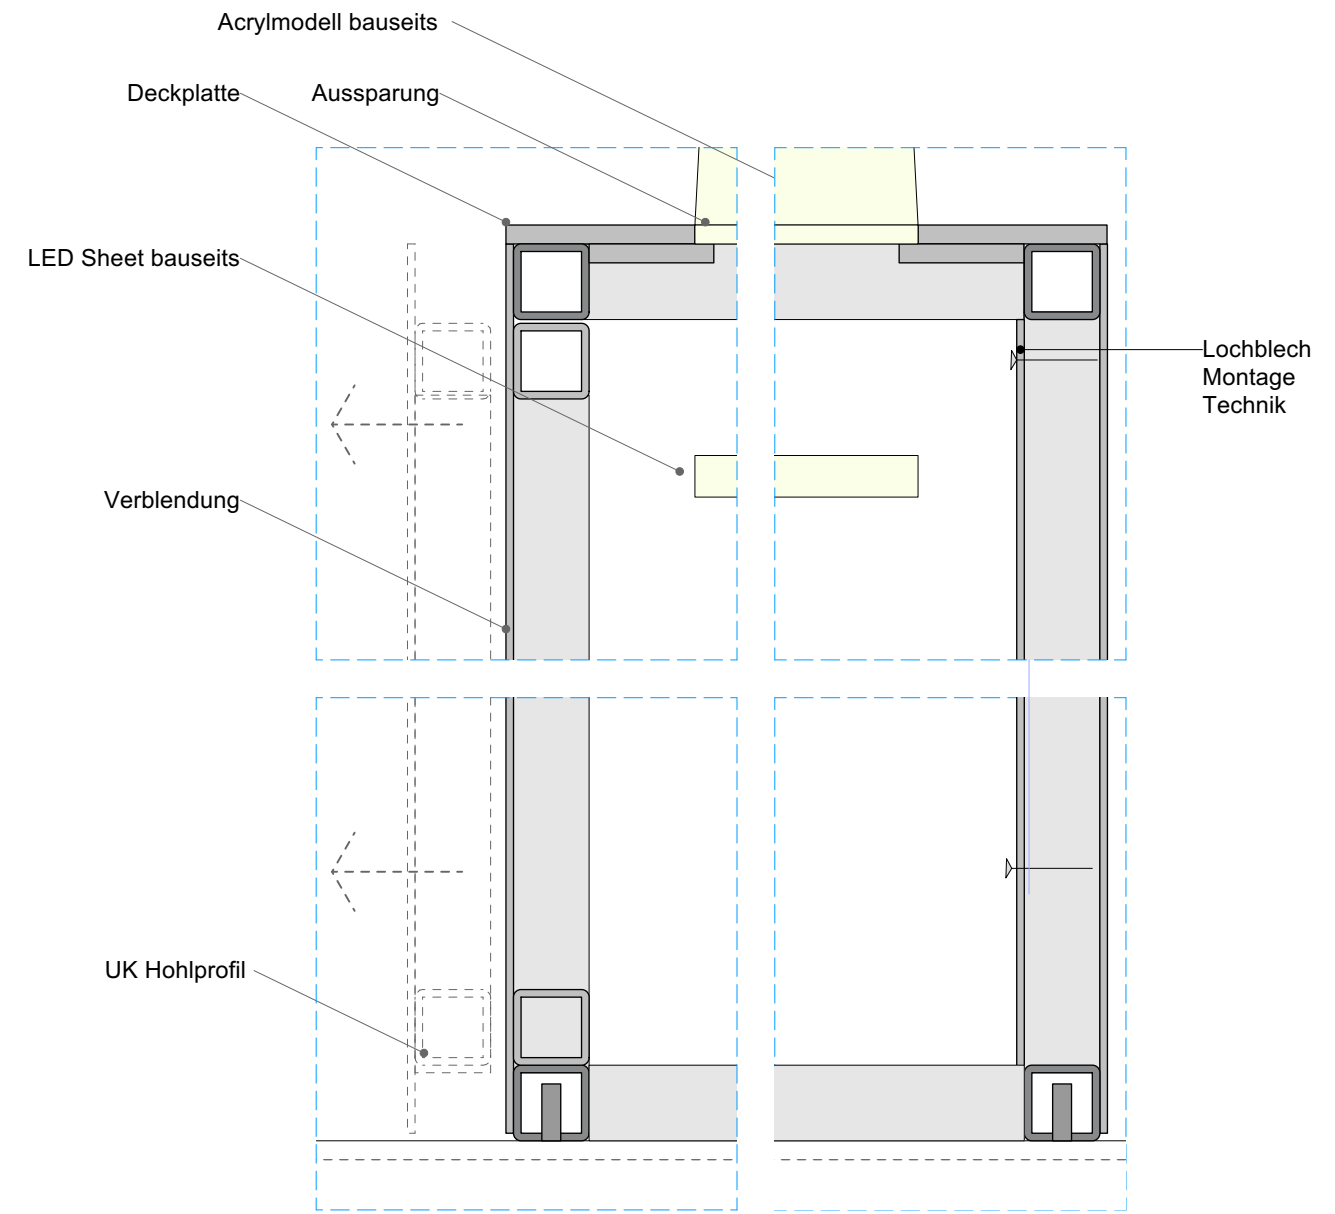 Acrylmodell bauseits
Deckplatte
Aussparung
LED Sheet bauseits
Lochblech
Montage
Technik
Verblendung
UK Hohlprofil